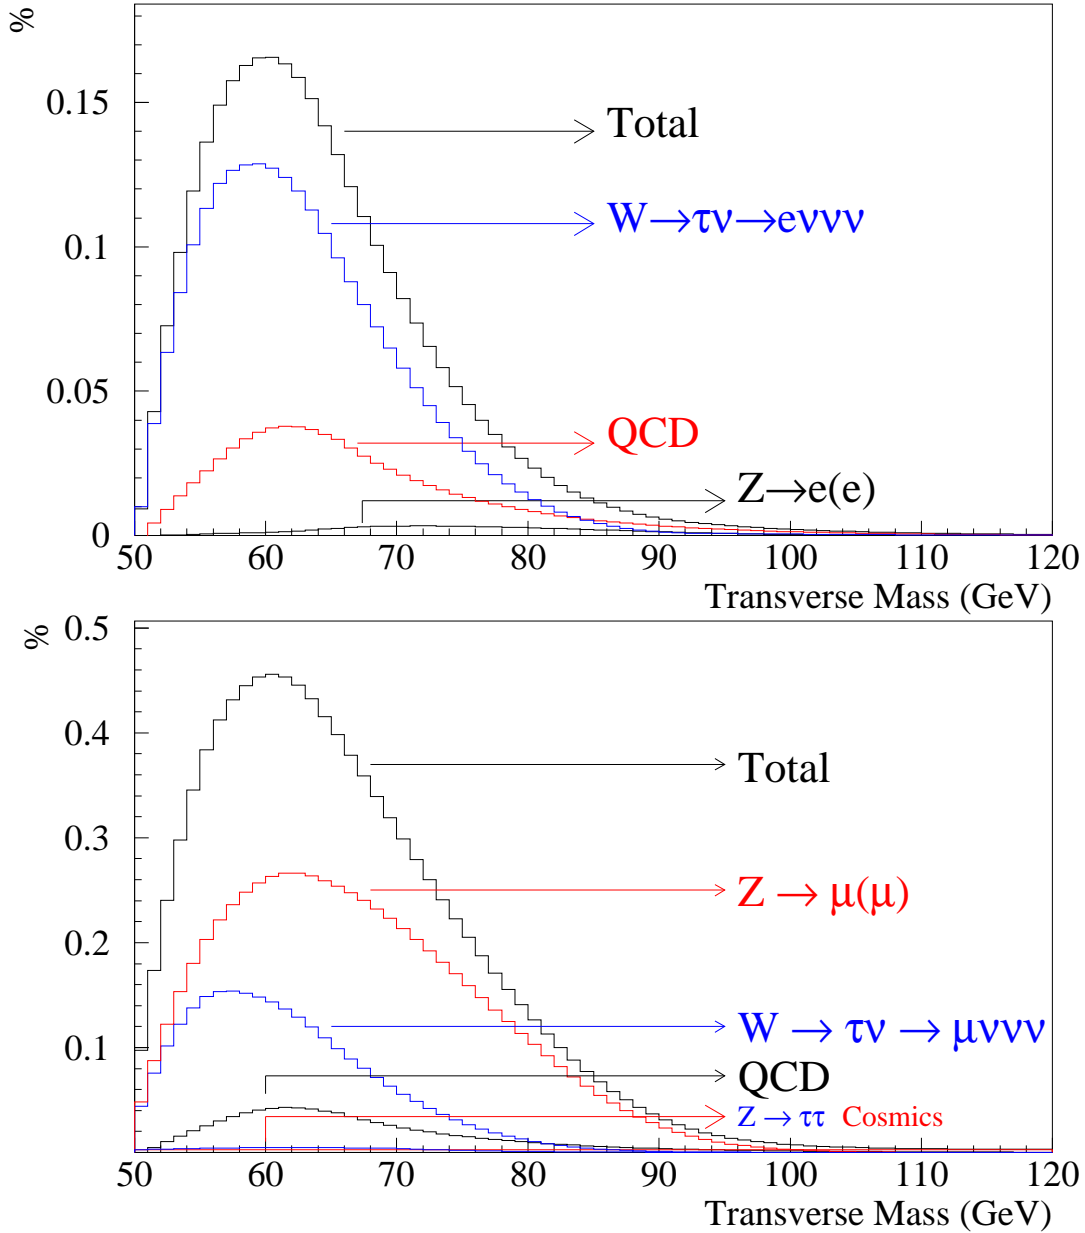 %
0.15
Total
W→τν→eννν
0.1
0.05
QCD
Z→e(e)
0
50 60 70 80 90 100 110 120
Transverse Mass (GeV)
%
0.5
0.4
Total
0.3
Z → μ(μ)
0.2
W → τν → μννν
0.1
QCD
Z → ττ Cosmics
50 60 70 80 90 100 110 120
Transverse Mass (GeV)